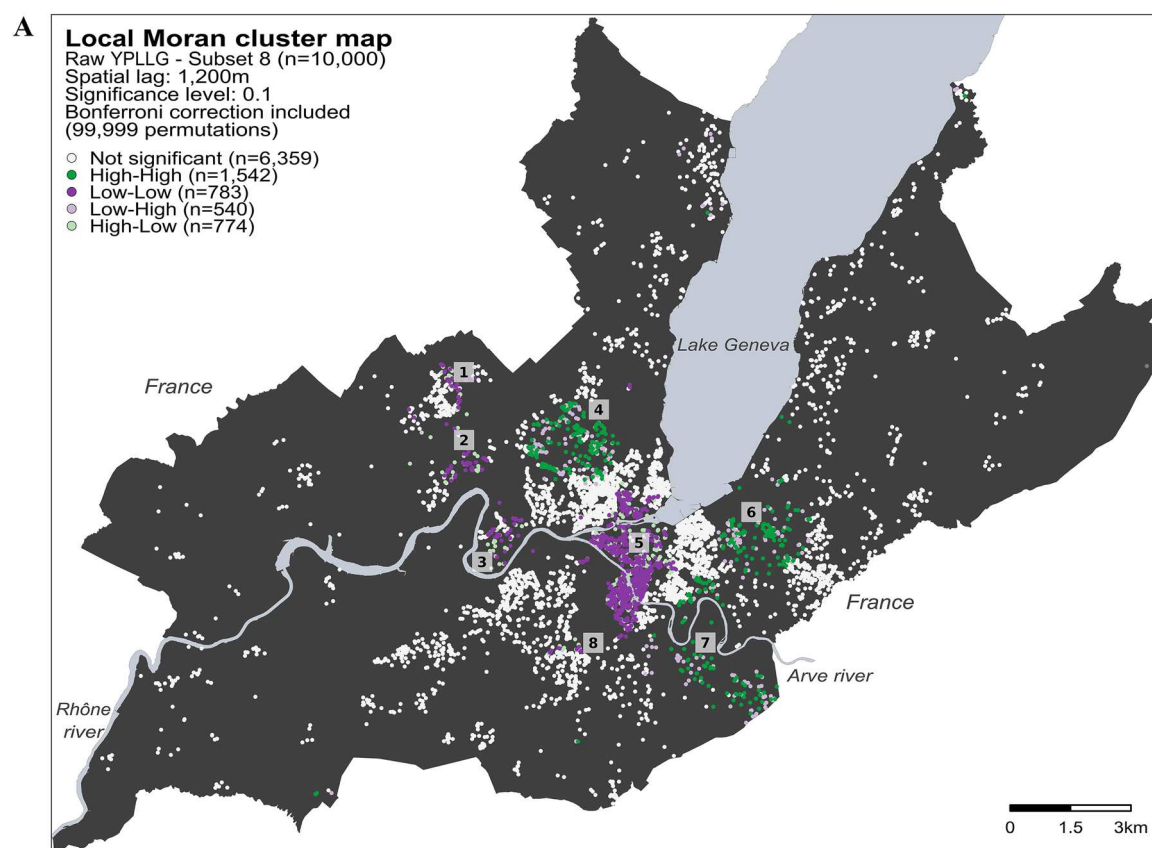 A
Local Moran cluster map
Raw YPLLG - Subset 8 (n=10,000)
Spatial lag: 1,200m
Significance level: 0.1
Bonferroni correction included
(99,999 permutations)
Not significant (n=6,359)
High-High (n=1,542)
Low-Low (n=783)
Low-High (n=540)
High-Low (n=774)
Lake Geneva
France
1
4
2
6
5
3
France
8
7
Arve river
Rhône
river
0 1.5 3km